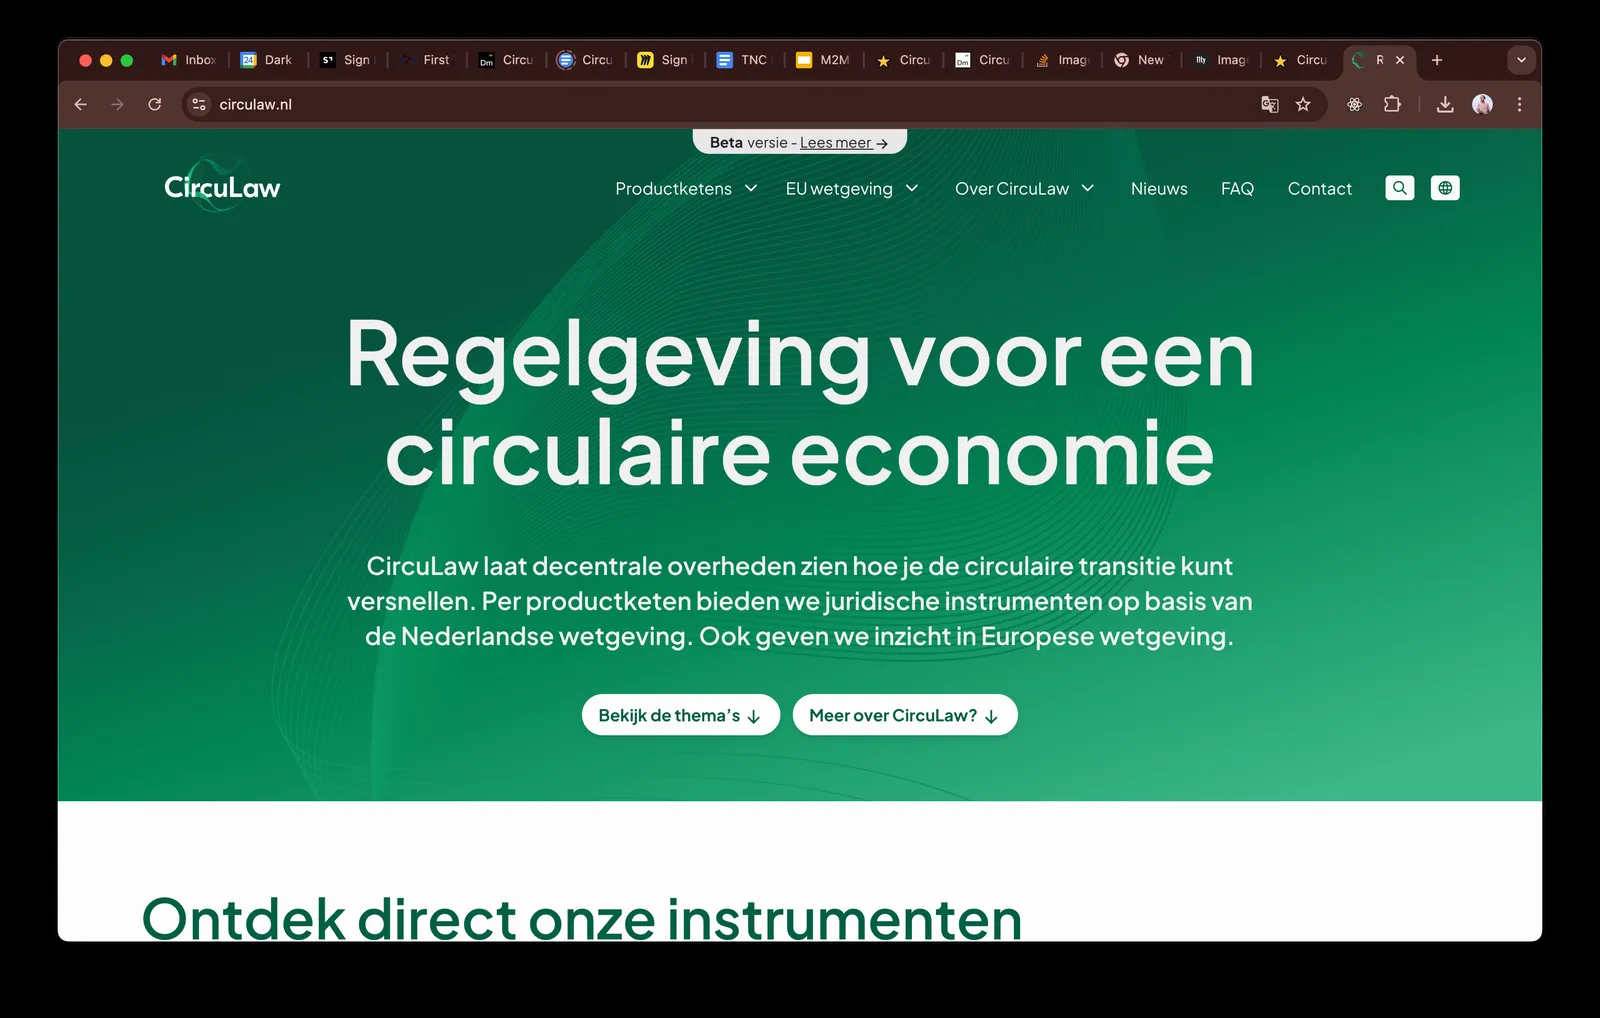 Inbox
24 Dark
S Sign
First
Dm Circu
Circu
Sign
TNC
M2M
Circu
Dm Circu
Imag
New
lly Imag
Circu
R
circulaw.nl
Beta versie - Lees meer →
CircuLaw
Productketens
EU wetgeving
Over CircuLaw
Nieuws
FAQ
Contact
Regelgeving voor een
circulaire economie
CircuLaw laat decentrale overheden zien hoe je de circulaire transitie kunt
versnellen. Per productketen bieden we juridische instrumenten op basis van
de Nederlandse wetgeving. Ook geven we inzicht in Europese wetgeving.
Bekijk de thema’s ↓
Meer over CircuLaw? ↓
Ontdek direct onze instrumenten